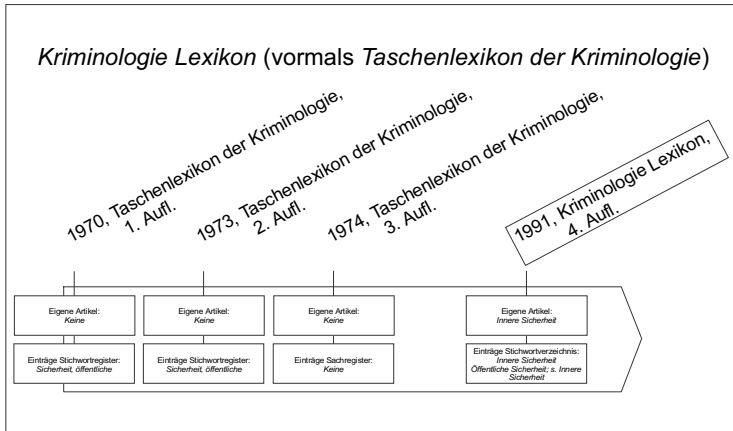 Kriminologie Lexikon (vormals Taschenlexikon der Kriminologie)
1970, Taschenlexikon der Kriminologie,
1. Aufl.
1973, Taschenlexikon der Kriminologie,
2. Aufl.
1974, Taschenlexikon der Kriminologie,
3. Aufl.
1991, Kriminologie Lexikon,
4. Aufl.
Eigene Artikel:
Keine
Eigene Artikel:
Keine
Eigene Artikel:
Keine
Eigene Artikel:
Innere Sicherheit
Einträge Stichwortregister:
Sicherheit, öffentliche
Einträge Stichwortregister:
Sicherheit, öffentliche
Einträge Sachregister:
Keine
Einträge Stichwortverzeichnis:
Innere Sicherheit
Öffentliche Sicherheit; s. Innere
Sicherheit